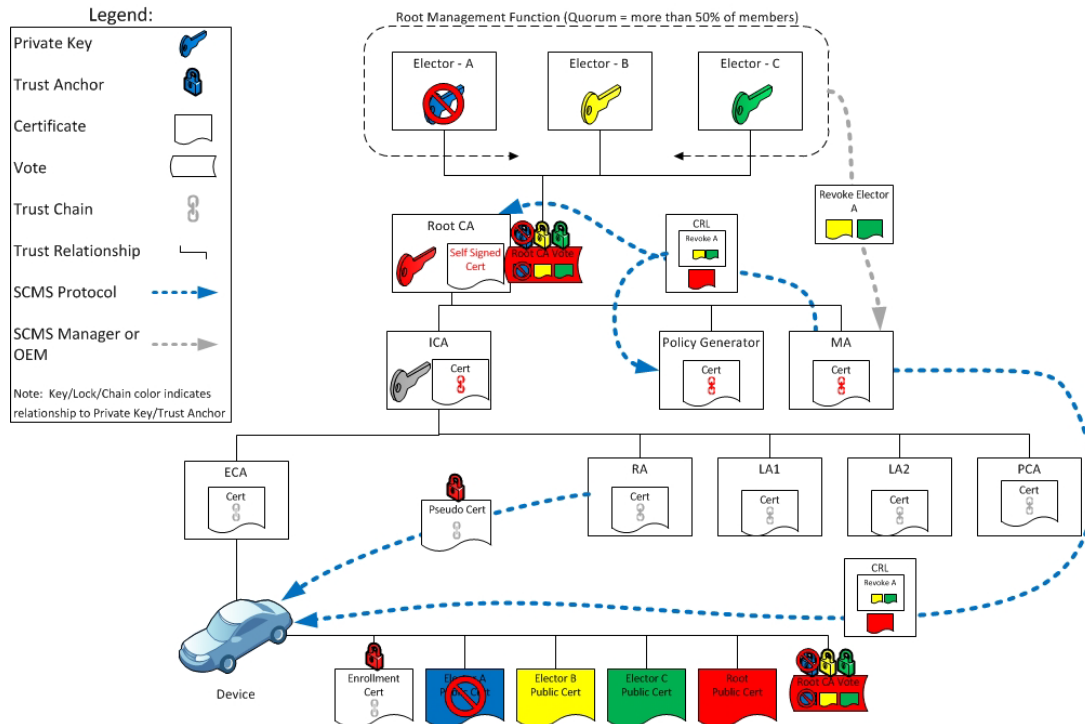 Legend:
Private Key
Trust Anchor
Certificate
Vote
Trust Chain
Trust Relationship
SCMS Protocol
SCMS Manager or
OEM
Note:  Key/Lock/Chain color indicates
relationship to Private Key/Trust Anchor
Root Management Function (Quorum = more than 50% of members)
Elector - A
Elector - B
Elector - C
Revoke Elector
A
Root CA
Self Signed
Cert
Root CA Vote
CRL
Revoke A
ICA
Cert
Policy Generator
Cert
MA
Cert
ECA
Cert
Pseudo Cert
RA
Cert
LA1
Cert
LA2
Cert
PCA
Cert
CRL
Revoke A
Device
Enrollment
Cert
Elector A
Public Cert
Elector B
Public Cert
Elector C
Public Cert
Root
Public Cert
Root CA Vote